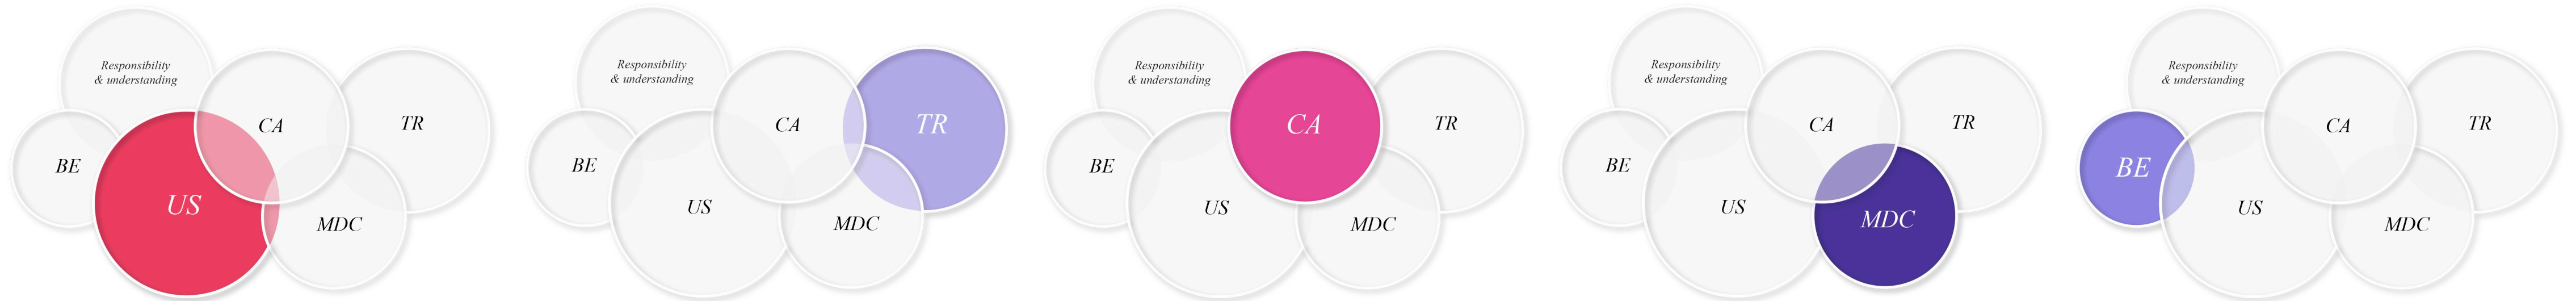 Responsibility
& understanding
CA
TR
BE
US
MDC
Responsibility
& understanding
CA
TR
BE
US
MDC
Responsibility
& understanding
CA
TR
BE
US
MDC
Responsibility
& understanding
CA
TR
BE
US
MDC
Responsibility
& understanding
CA
TR
BE
US
MDC